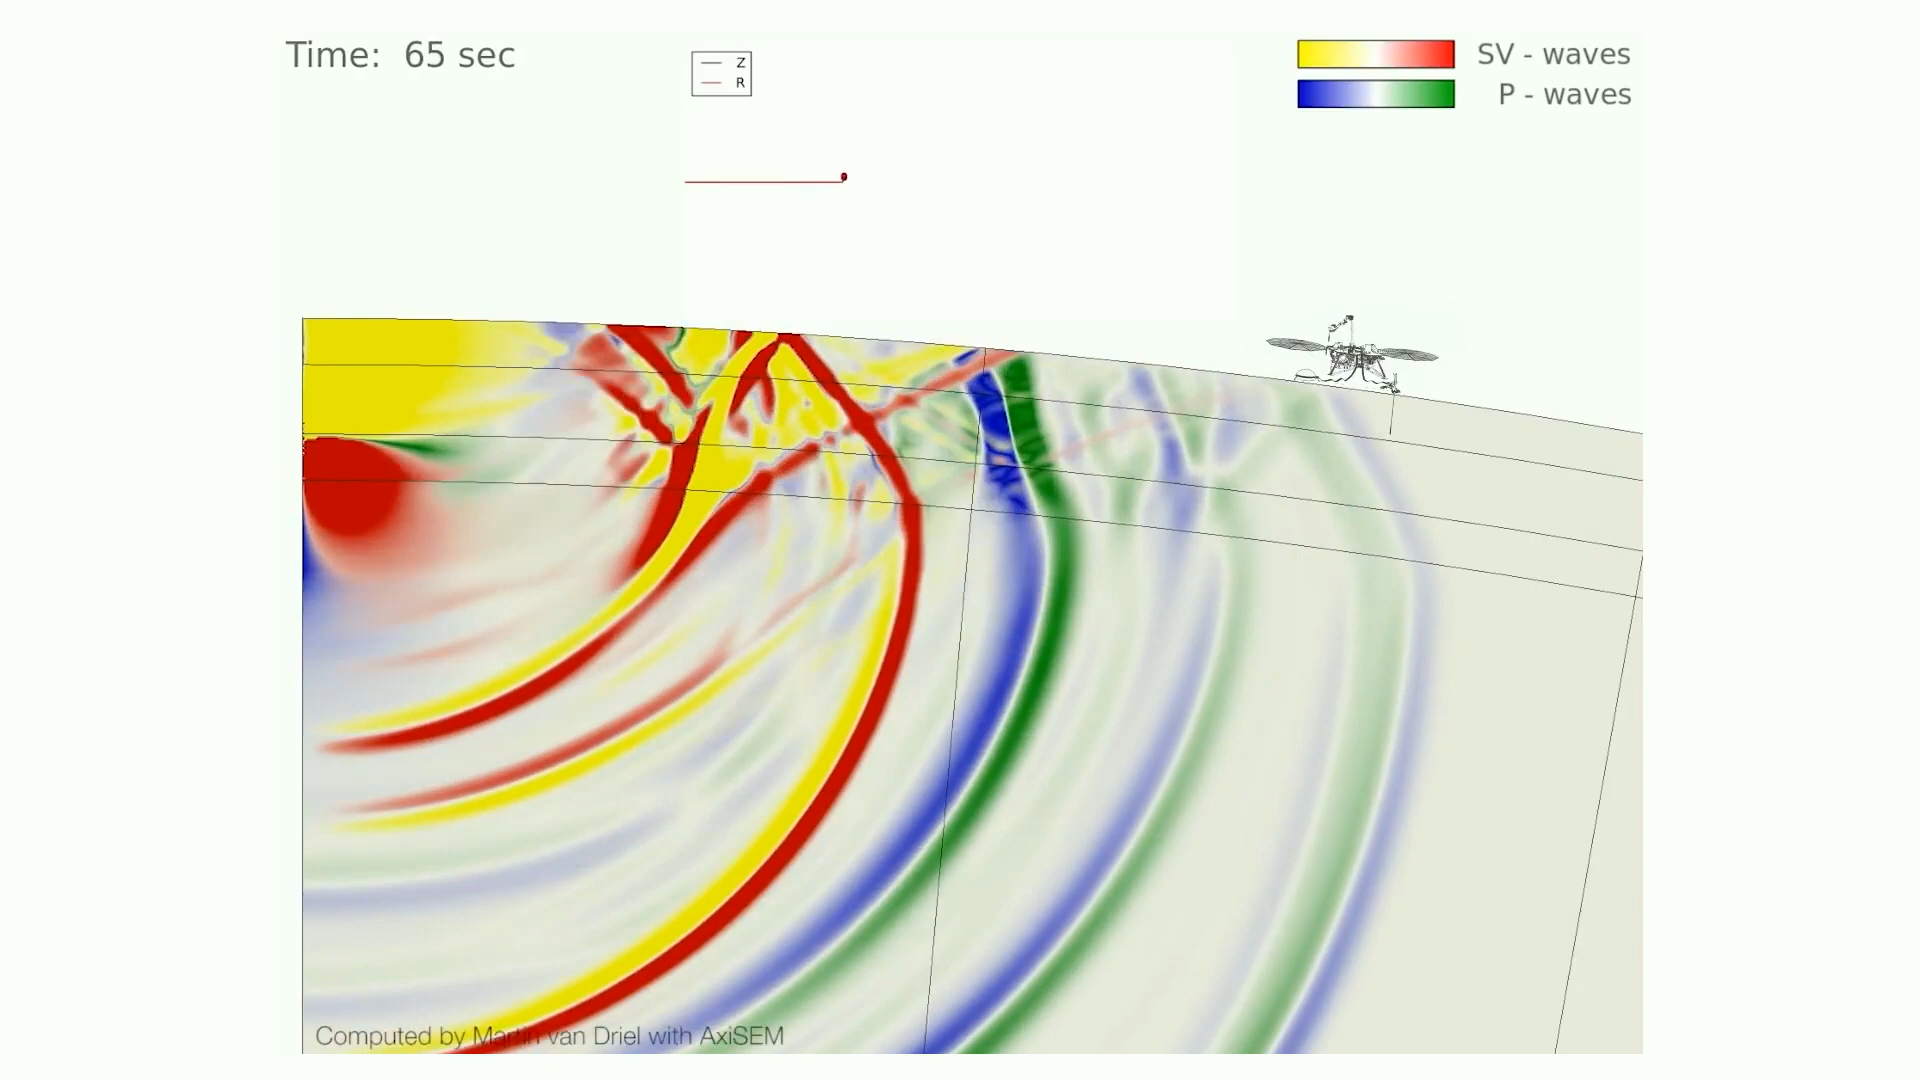 Time: 65 sec
Z
R
SV - waves
P - waves
Computed by Martin van Driel with AxiSEM